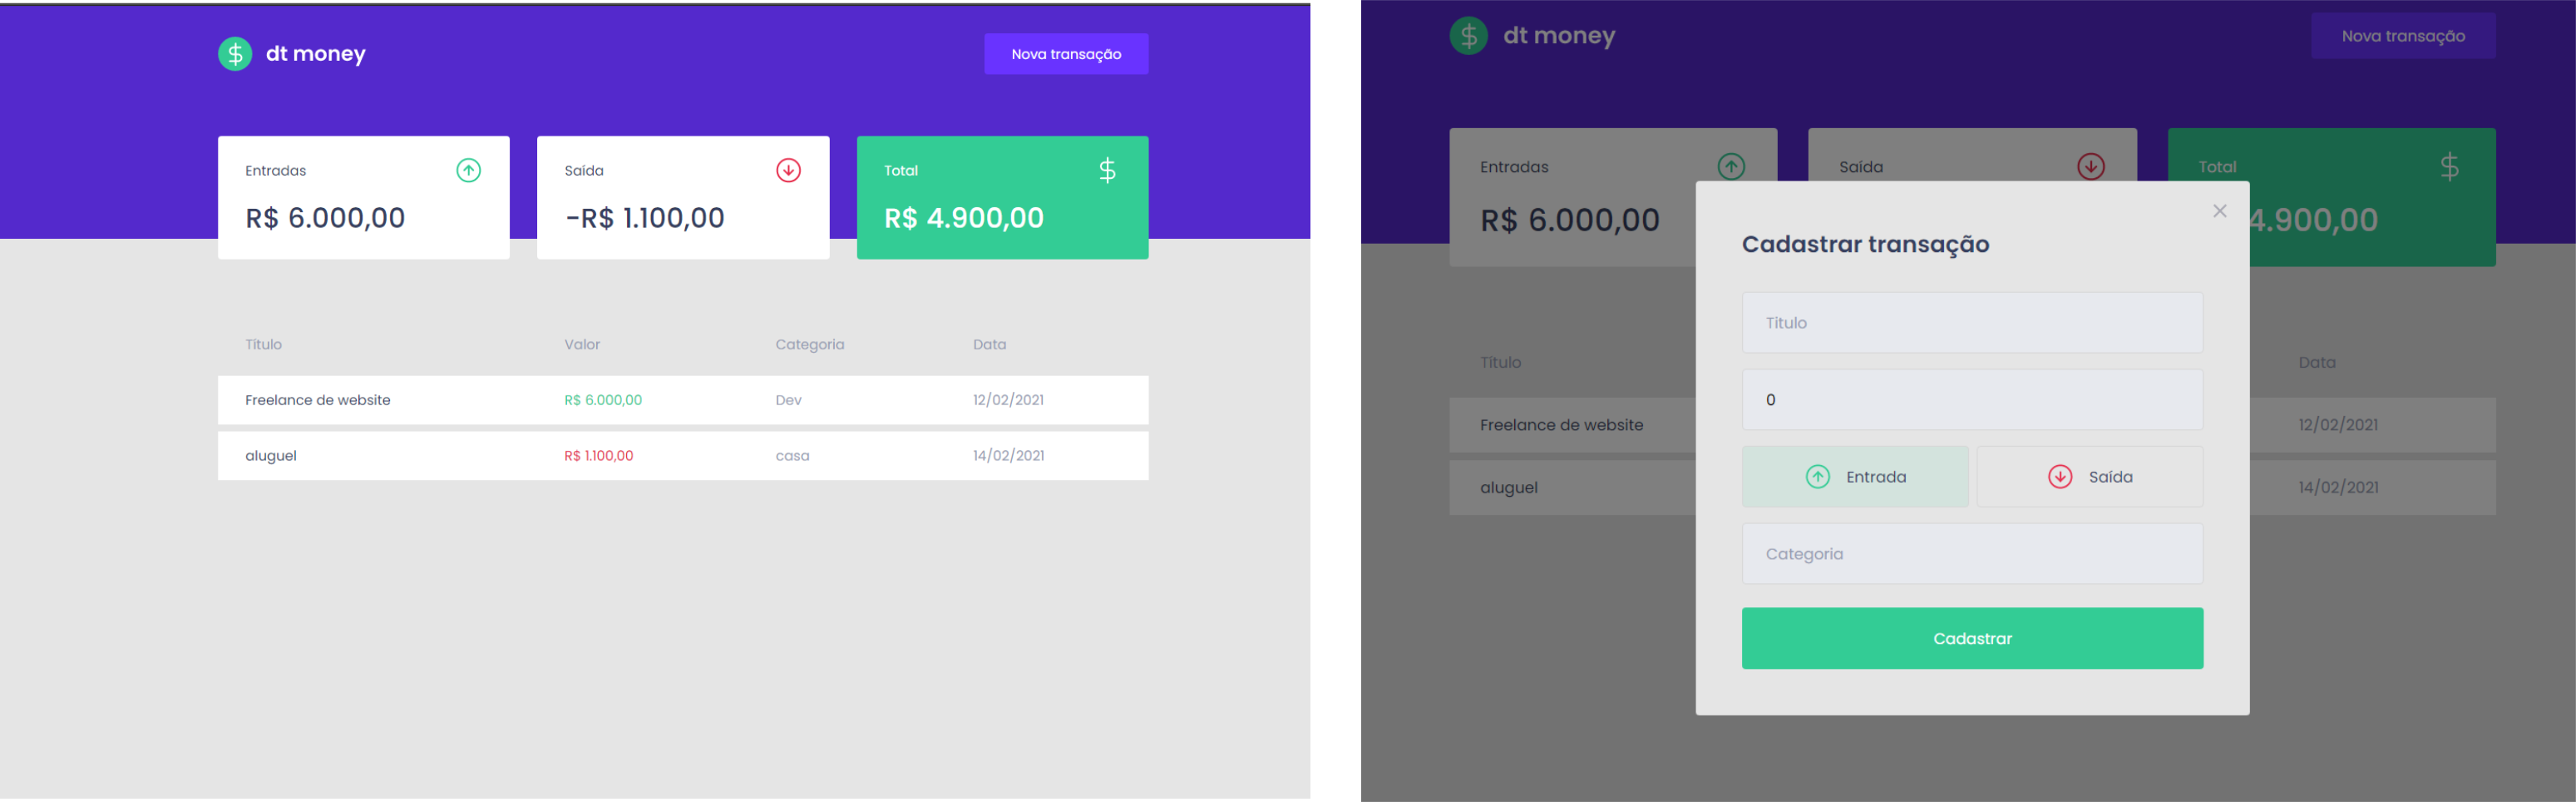 dt money
Nova transação
Entradas
R$ 6.000,00
Saída
-R$ 1.100,00
Total
$
R$ 4.900,00
Título Valor Categoria Data
Freelance de website R$ 6.000,00 Dev 12/02/2021
aluguel R$ 1.100,00 casa 14/02/2021
dt money
Nova transação
Entradas
R$ 6.000,00
Saída
Total
$
4.900,00
Título Data
Freelance de website 12/02/2021
aluguel 14/02/2021
Cadastrar transação
Titulo
0
Entrada Saída
Categoria
Cadastrar